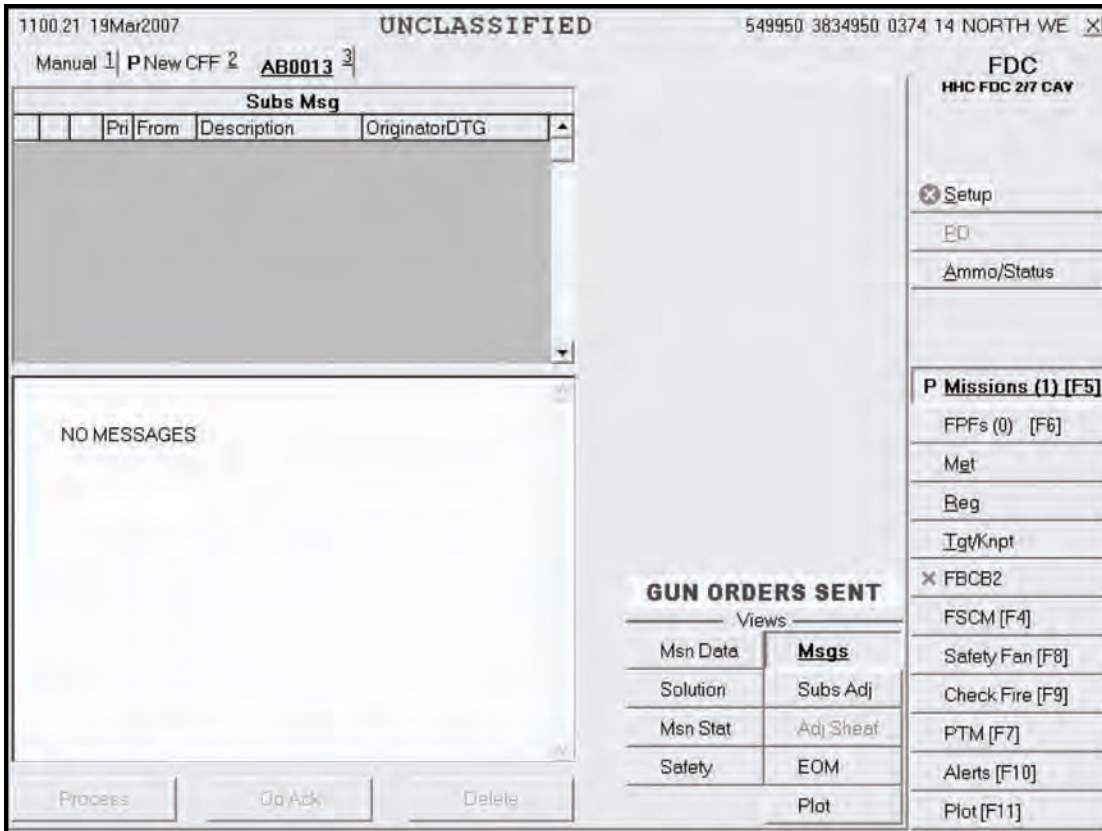 1100.21 19Mar2007 UNCLASSIFIED 549950 3834950 0374 14 NORTH WE X
Manual 1 P New CFF 2 AB0013 3
Subs Msg
Pri From Description OriginatorDTG
NO MESSAGES
Process Op Ack Delete
GUN ORDERS SENT
Views
Msn Data Msgs
Solution Subs Adj
Msn Stat Adj Sheaf
Safety EOM
Plot
FDC
HHC FDC 2/7 CAV
Setup
PD
Ammo/Status
P Missions (1) [F5]
FPFs (0) [F6]
Met
Reg
Tgt/Knpt
FBCB2
FSCM [F4]
Safety Fan [F8]
Check Fire [F9]
PTM [F7]
Alerts [F10]
Plot [F11]